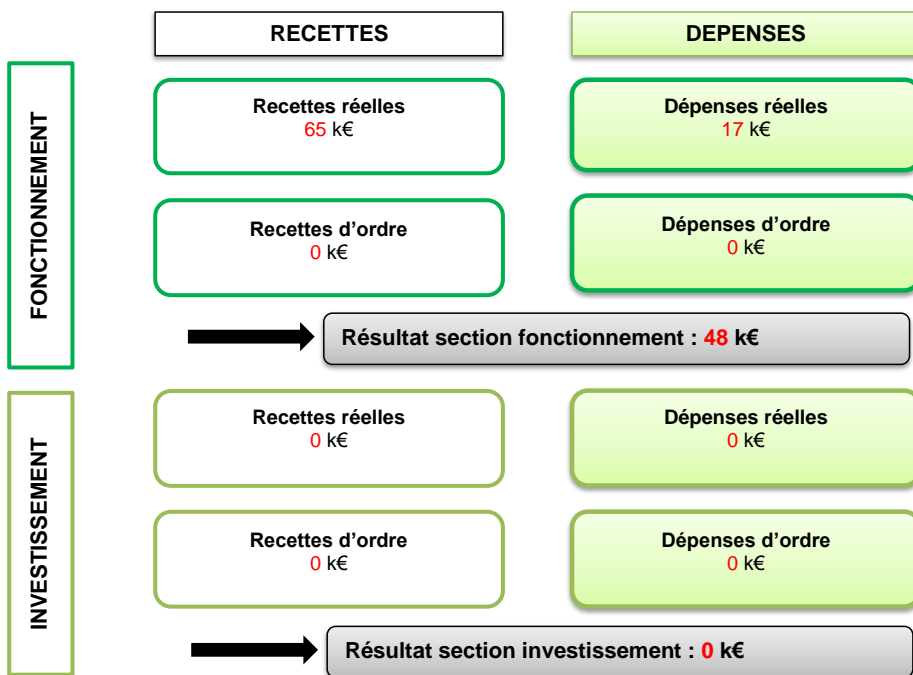 RECETTES
DEPENSES
FONCTIONNEMENT
Recettes réelles
65 k€
Dépenses réelles
17 k€
Recettes d’ordre
0 k€
Dépenses d’ordre
0 k€
Résultat section fonctionnement : 48 k€
INVESTISSEMENT
Recettes réelles
0 k€
Dépenses réelles
0 k€
Recettes d’ordre
0 k€
Dépenses d’ordre
0 k€
Résultat section investissement : 0 k€